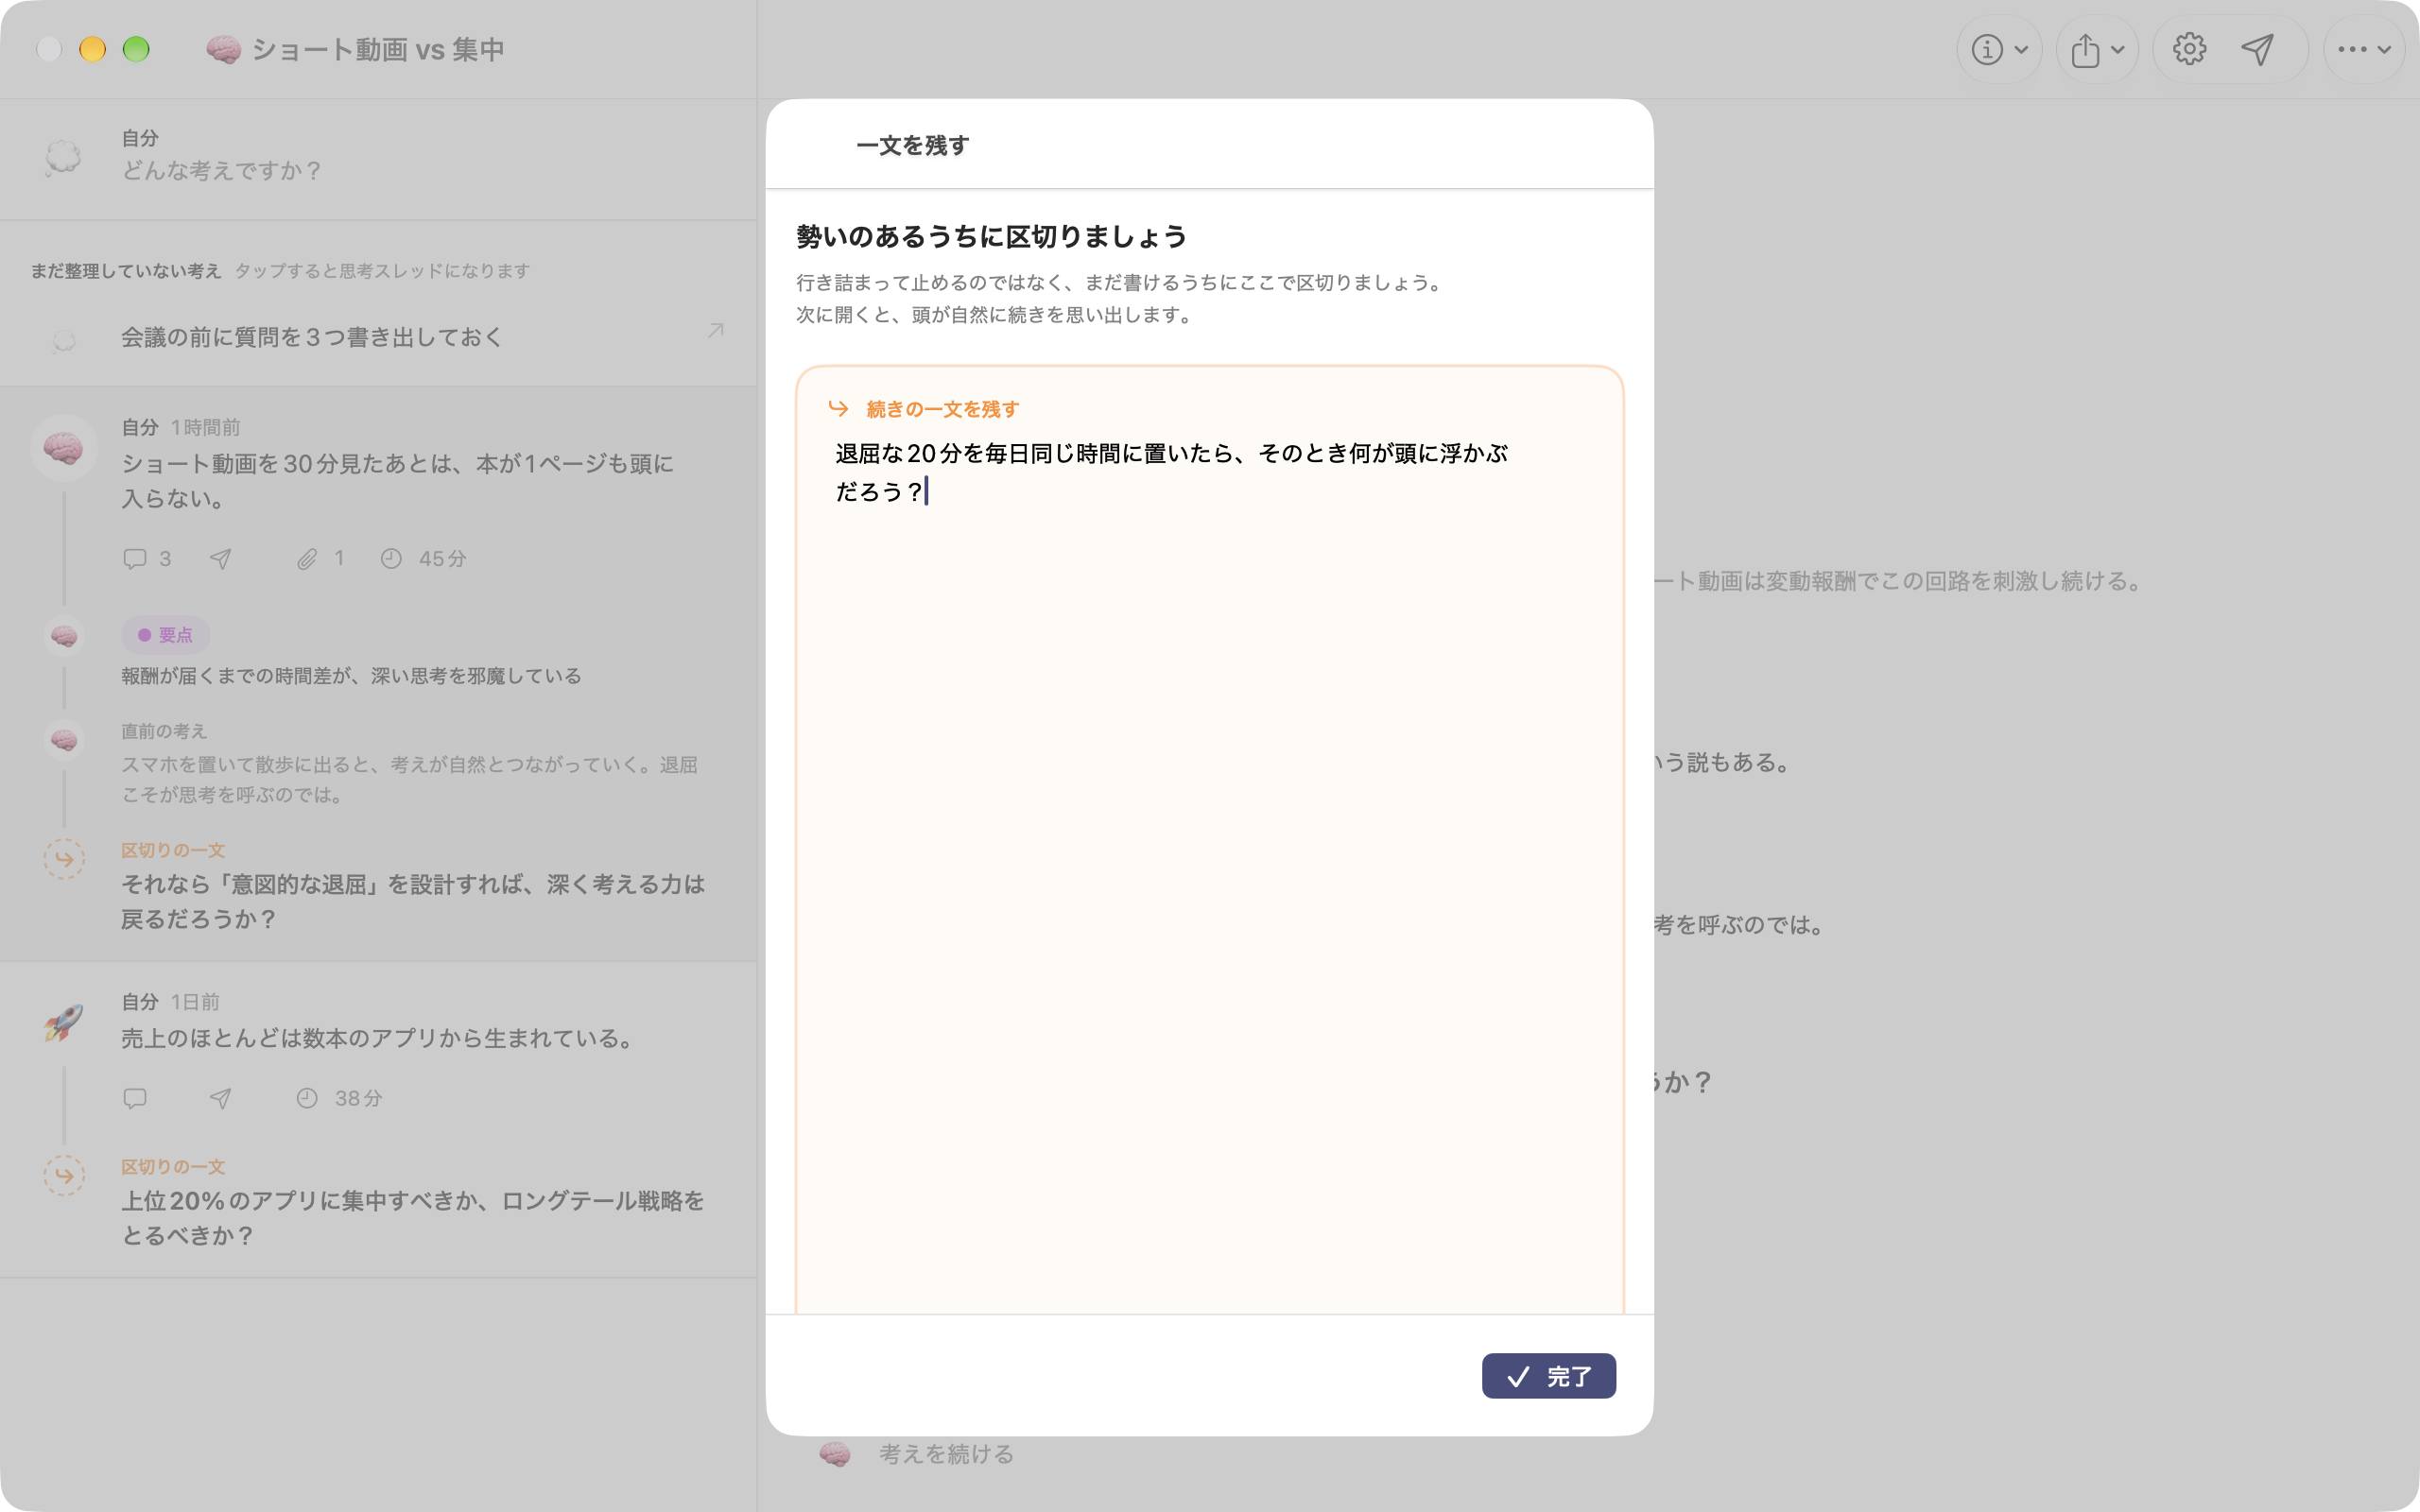 ショート動画 vs 集中
自分
どんな考えですか？
まだ整理していない考え タップすると思考スレッドになります
会議の前に質問を3つ書き出しておく
自分 1時間前
ショート動画を30分見たあとは、本が1ページも頭に
入らない。
3 1 45分
要点
報酬が届くまでの時間差が、深い思考を邪魔している
直前の考え
スマホを置いて散歩に出ると、考えが自然とつながっていく。退屈
こそが思考を呼ぶのでは。
区切りの一文
それなら「意図的な退屈」を設計すれば、深く考える力は
戻るだろうか？
自分 1日前
売上のほとんどは数本のアプリから生まれている。
38分
区切りの一文
上位20%のアプリに集中すべきか、ロングテール戦略を
とるべきか？
一文を残す
勢いのあるうちに区切りましょう
行き詰まって止めるのではなく、まだ書けるうちにここで区切りましょう。
次に開くと、頭が自然に続きを思い出します。
続きの一文を残す
退屈な20分を毎日同じ時間に置いたら、そのとき何が頭に浮かぶ
だろう？
完了
ート動画は変動報酬でこの回路を刺激し続ける。
いう説もある。
考を呼ぶのでは。
うか？
考えを続ける